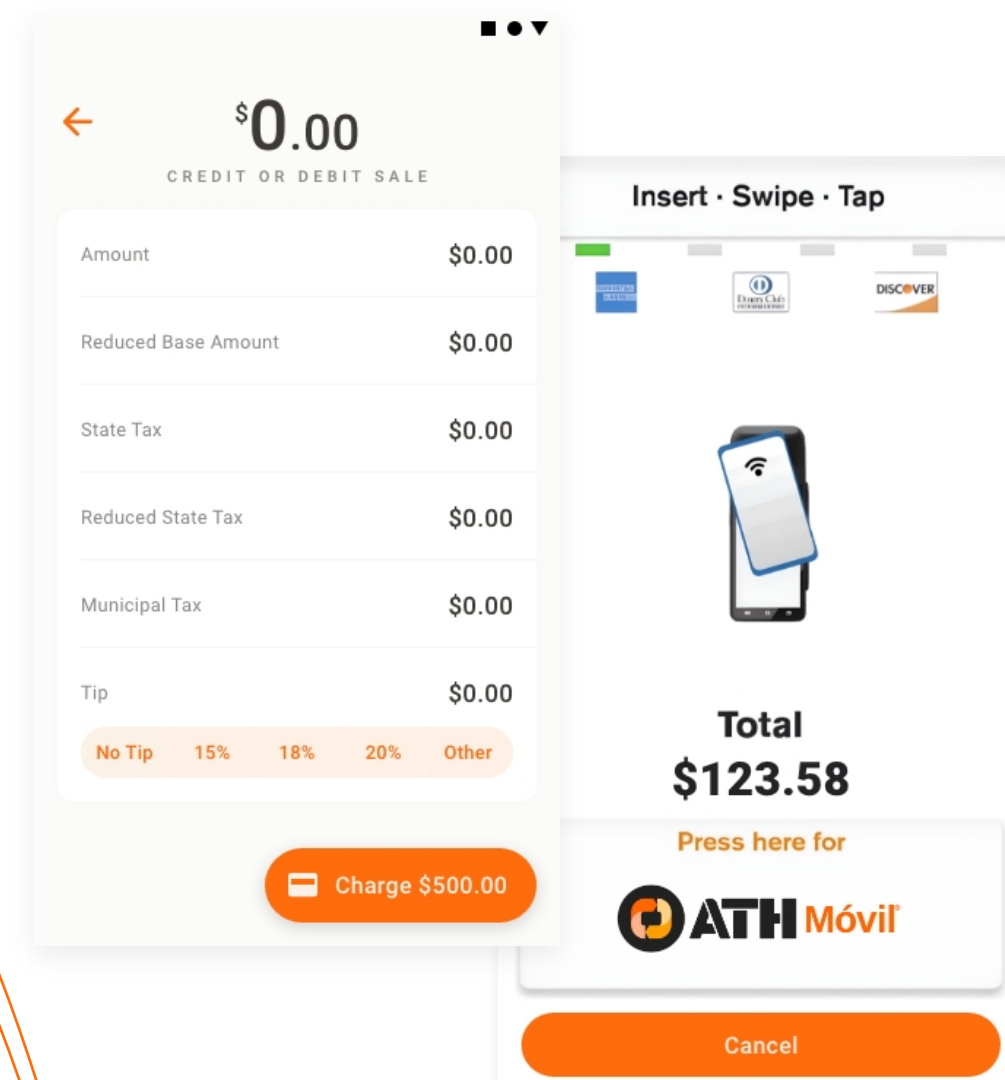 $0.00
CREDIT OR DEBIT SALE
Amount $0.00
Reduced Base Amount $0.00
State Tax $0.00
Reduced State Tax $0.00
Municipal Tax $0.00
Tip $0.00
No Tip 15% 18% 20% Other
Charge $500.00
Insert · Swipe · Tap
Diners Club
DISCOVER
Total
$123.58
Press here for
ATH Móvil®
Cancel